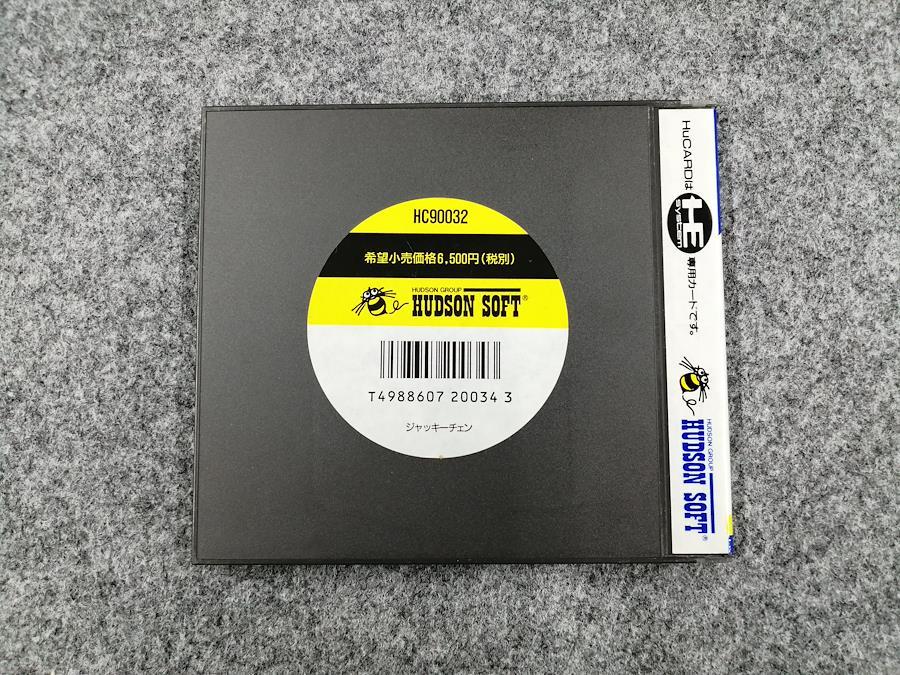 HC90032
希望小売価格6,500円(税別)
HUDSON GROUP
HUDSON SOFT®
T4988607 20034 3
ジャッキーチェン
HuCARDは
HE
SYSTEM
専用カードです。
HUDSON GROUP
HUDSON SOFT®